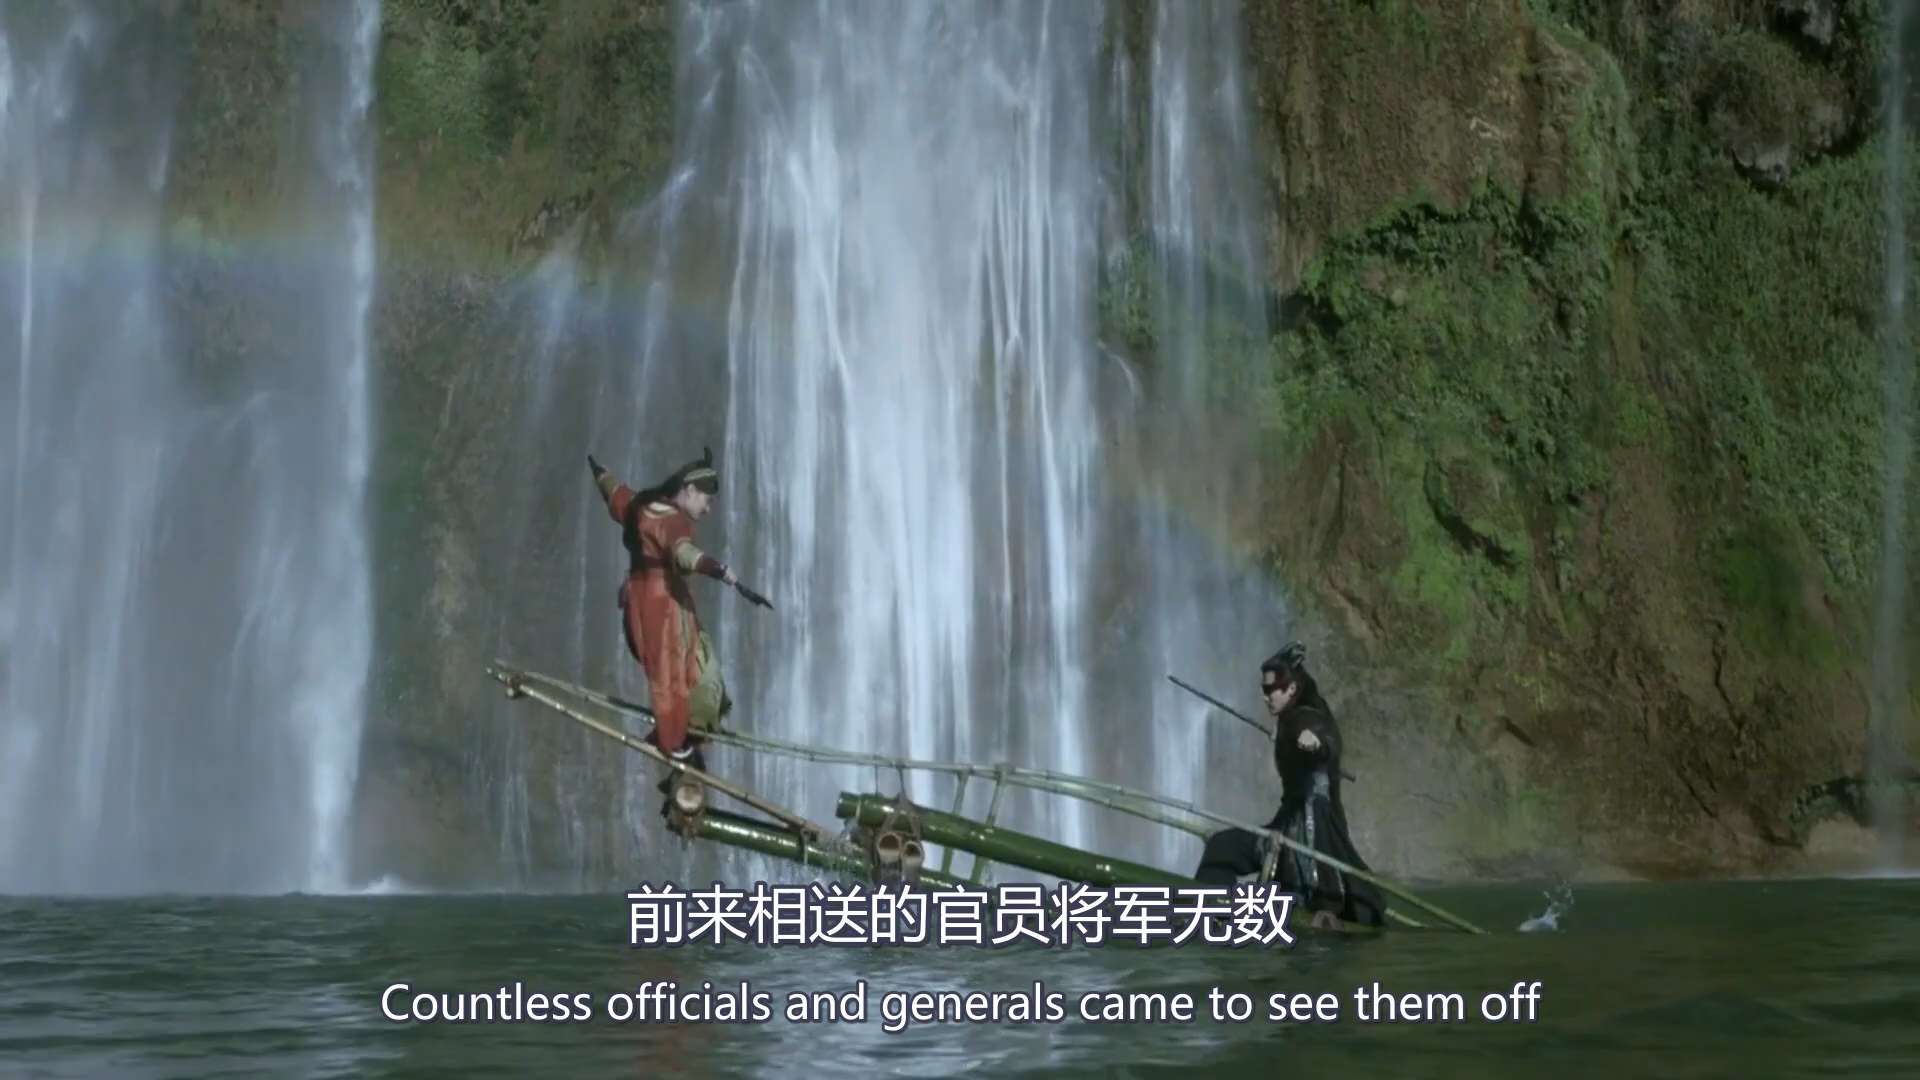 前来相送的官员将军无数
Countless officials and generals came to see them off